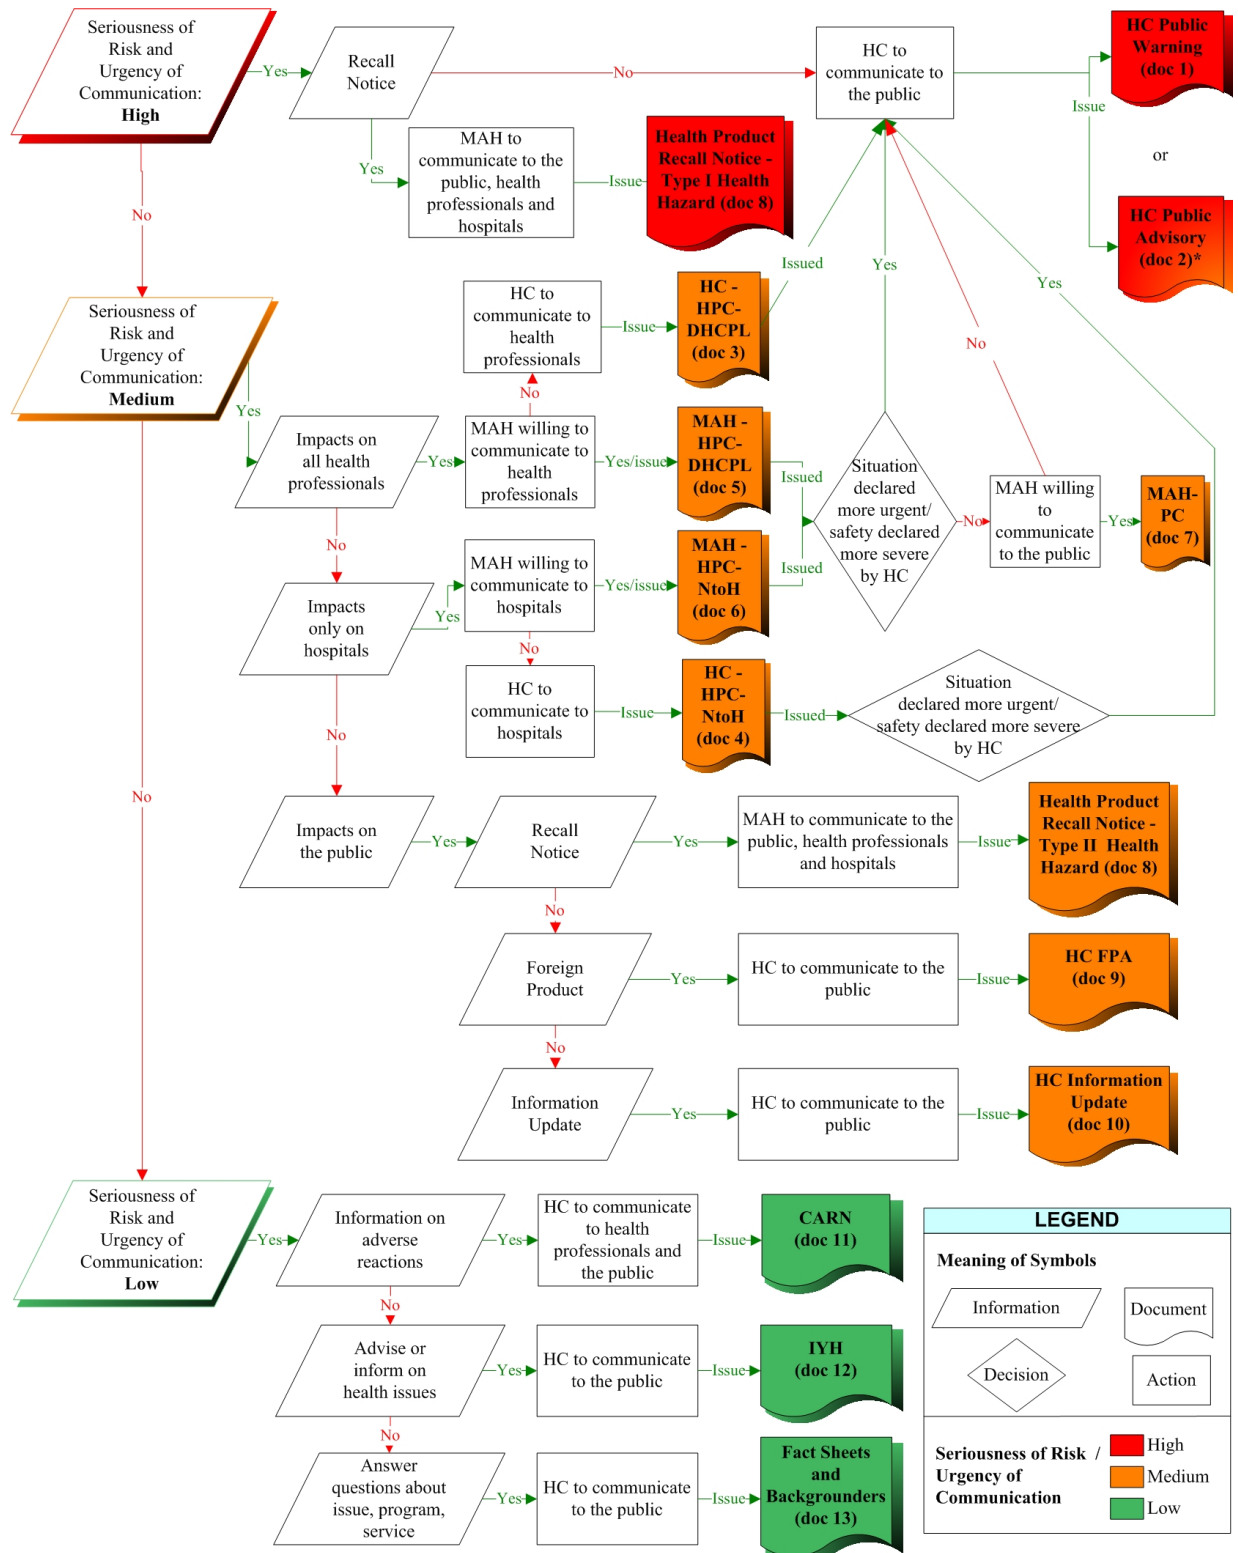 Seriousness of
Risk and
Urgency of
Communication:
High
Yes
Recall
Notice
No
HC to
communicate to
the public
Issue
HC Public
Warning
(doc 1)
or
HC Public
Advisory
(doc 2)*
Yes
MAH to
communicate to the
public, health
professionals and
hospitals
Issue
Health Product
Recall Notice -
Type I Health
Hazard (doc 8)
No
Seriousness of
Risk and
Urgency of
Communication:
Medium
Yes
HC to
communicate to
health
professionals
Issue
HC -
HPC-
DHCPL
(doc 3)
Issued
Yes
No
Yes
No
Impacts on
all health
professionals
Yes
MAH willing to
communicate to
health
professionals
Yes/issue
MAH -
HPC-
DHCPL
(doc 5)
Issued
Situation
declared
more urgent/
safety declared
more severe
by HC
No
MAH willing
to
communicate
to the public
Yes
MAH-
PC
(doc 7)
No
Impacts
only on
hospitals
Yes
MAH willing to
communicate to
hospitals
Yes/issue
MAH -
HPC-
NtoH
(doc 6)
Issued
No
HC to
communicate to
hospitals
Issue
HC -
HPC-
NtoH
(doc 4)
Issued
Situation
declared more urgent/
safety declared more severe
by HC
No
No
Impacts on
the public
Yes
Recall
Notice
Yes
MAH to communicate to the
public, health professionals
and hospitals
Issue
Health Product
Recall Notice -
Type II Health
Hazard (doc 8)
No
Foreign
Product
Yes
HC to communicate to the
public
Issue
HC FPA
(doc 9)
No
Information
Update
Yes
HC to communicate to the
public
Issue
HC Information
Update
(doc 10)
Seriousness of
Risk and
Urgency of
Communication:
Low
Yes
Information on
adverse
reactions
Yes
HC to communicate
to health
professionals and
the public
Issue
CARN
(doc 11)
No
Advise or
inform on
health issues
Yes
HC to communicate
to the public
Issue
IYH
(doc 12)
No
Answer
questions about
issue, program,
service
Yes
HC to communicate
to the public
Issue
Fact Sheets
and
Backgrounders
(doc 13)
LEGEND
Meaning of Symbols
Information
Document
Decision
Action
Seriousness of Risk /
Urgency of
Communication
High
Medium
Low